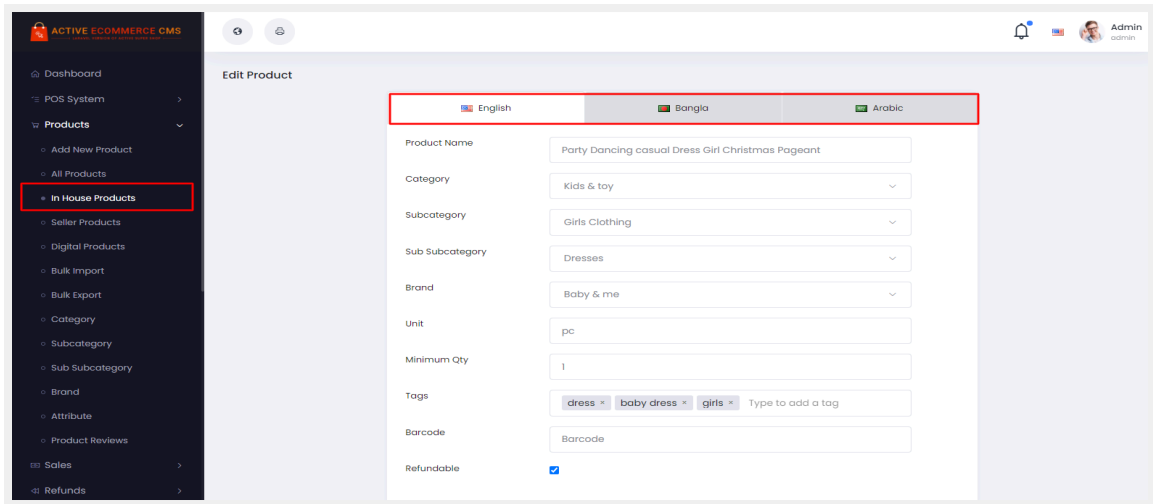 ACTIVE ECOMMERCE CMS
Admin
admin
Dashboard
POS System
Products
Add New Product
All Products
In House Products
Seller Products
Digital Products
Bulk Import
Bulk Export
Category
Subcategory
Sub Subcategory
Brand
Attribute
Product Reviews
Sales
Refunds
Edit Product
English Bangla Arabic
Product Name Party Dancing casual Dress Girl Christmas Pageant
Category Kids & toy
Subcategory Girls Clothing
Sub Subcategory Dresses
Brand Baby & me
Unit pc
Minimum Qty 1
Tags dress × baby dress × girls × Type to add a tag
Barcode Barcode
Refundable